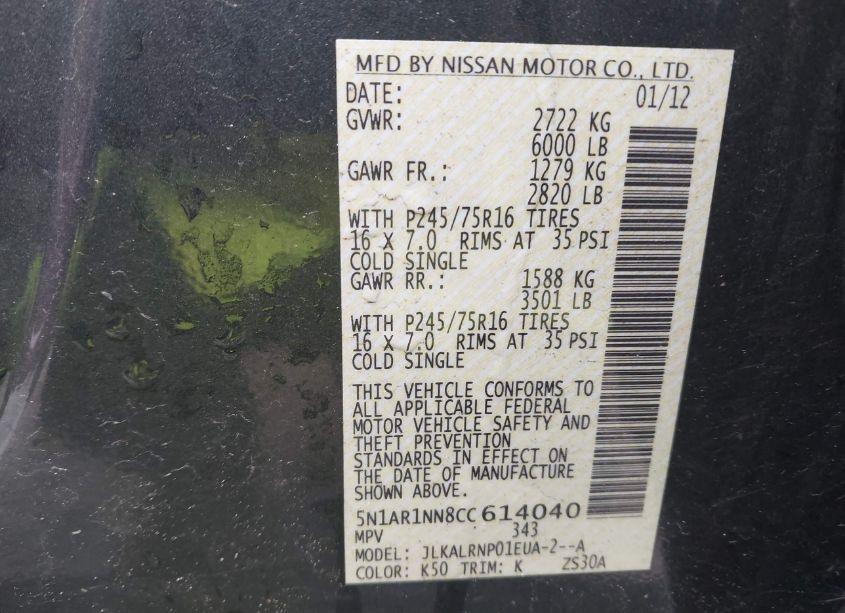 MFD BY NISSAN MOTOR CO., LTD.
DATE: 01/12
GVWR: 2722 KG
6000 LB
GAWR FR.: 1279 KG
2820 LB
WITH P245/75R16 TIRES
16 X 7.0 RIMS AT 35 PSI
COLD SINGLE
GAWR RR.: 1588 KG
3501 LB
WITH P245/75R16 TIRES
16 X 7.0 RIMS AT 35 PSI
COLD SINGLE
THIS VEHICLE CONFORMS TO
ALL APPLICABLE FEDERAL
MOTOR VEHICLE SAFETY AND
THEFT PREVENTION
STANDARDS IN EFFECT ON
THE DATE OF MANUFACTURE
SHOWN ABOVE.
5N1AR1NN8CC614040
MPV 343
MODEL: JLKALRNP01EUA-2--A
COLOR: K50 TRIM: K ZS30A